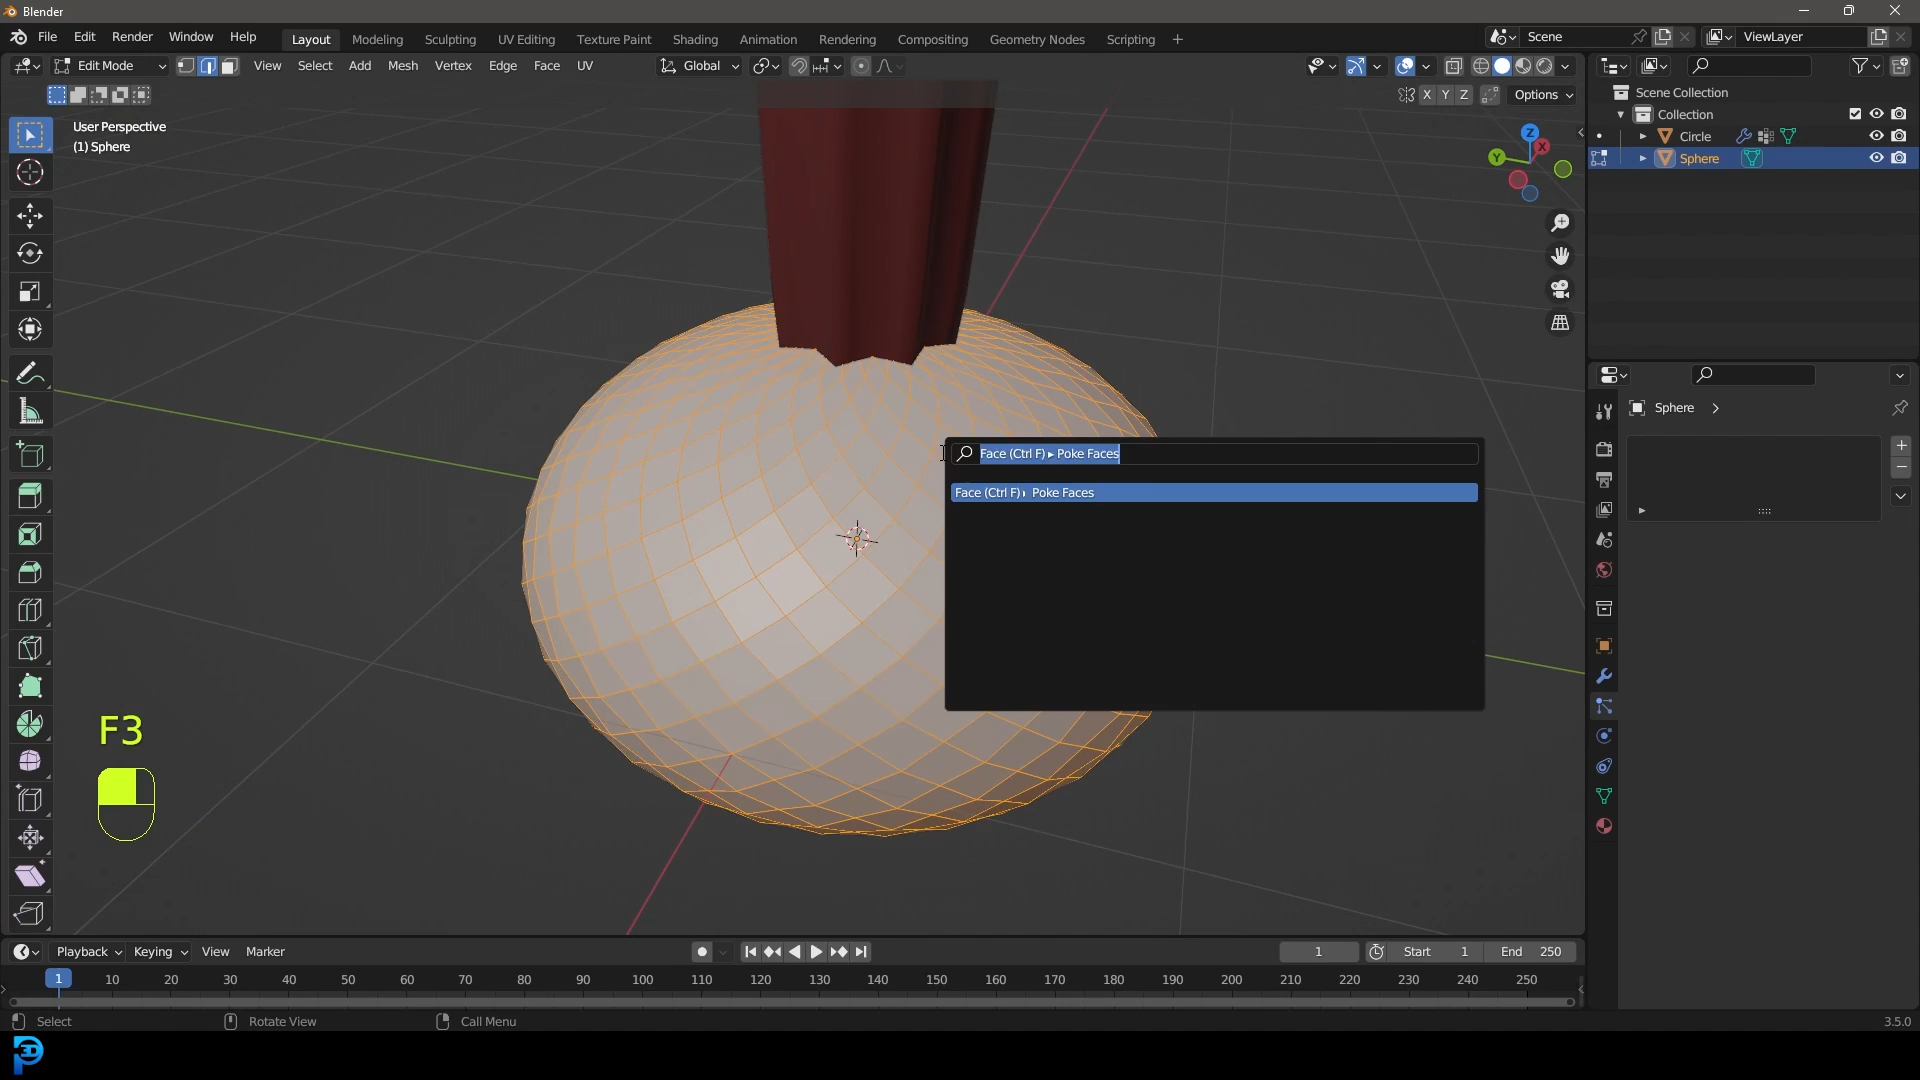 Blender
File Edit Render Window Help Layout Modeling Sculpting UV Editing Texture Paint Shading Animation Rendering Compositing Geometry Nodes Scripting + Scene ViewLayer
Edit Mode View Select Add Mesh Vertex Edge Face UV Global
X Y Z Options
User Perspective
(1) Sphere
Z
X
Y
Scene Collection
Collection
Circle
Sphere
Sphere
Face (Ctrl F) ▸ Poke Faces
Face (Ctrl F) ▸ Poke Faces
F3
Playback Keying View Marker 1 Start 1 End 250
1 10 20 30 40 50 60 70 80 90 100 110 120 130 140 150 160 170 180 190 200 210 220 230 240 250
Select Rotate View Call Menu 3.5.0
3D